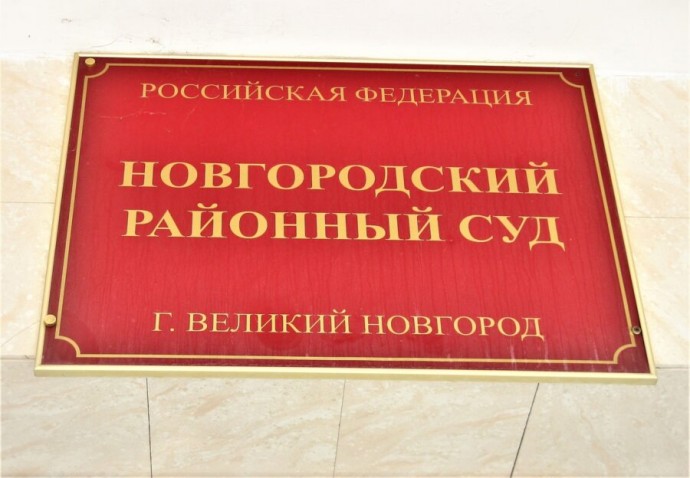 РОССИЙСКАЯ ФЕДЕРАЦИЯ
НОВГОРОДСКИЙ
РАЙОННЫЙ СУД
Г. ВЕЛИКИЙ НОВГОРОД